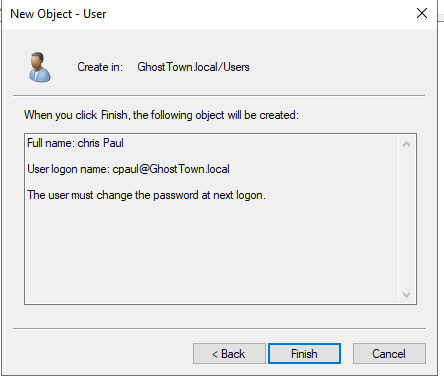 New Object - User
Create in: GhostTown.local/Users
When you click Finish, the following object will be created:
Full name: chris Paul
User logon name: cpaul@GhostTown.local
The user must change the password at next logon.
< Back
Finish
Cancel